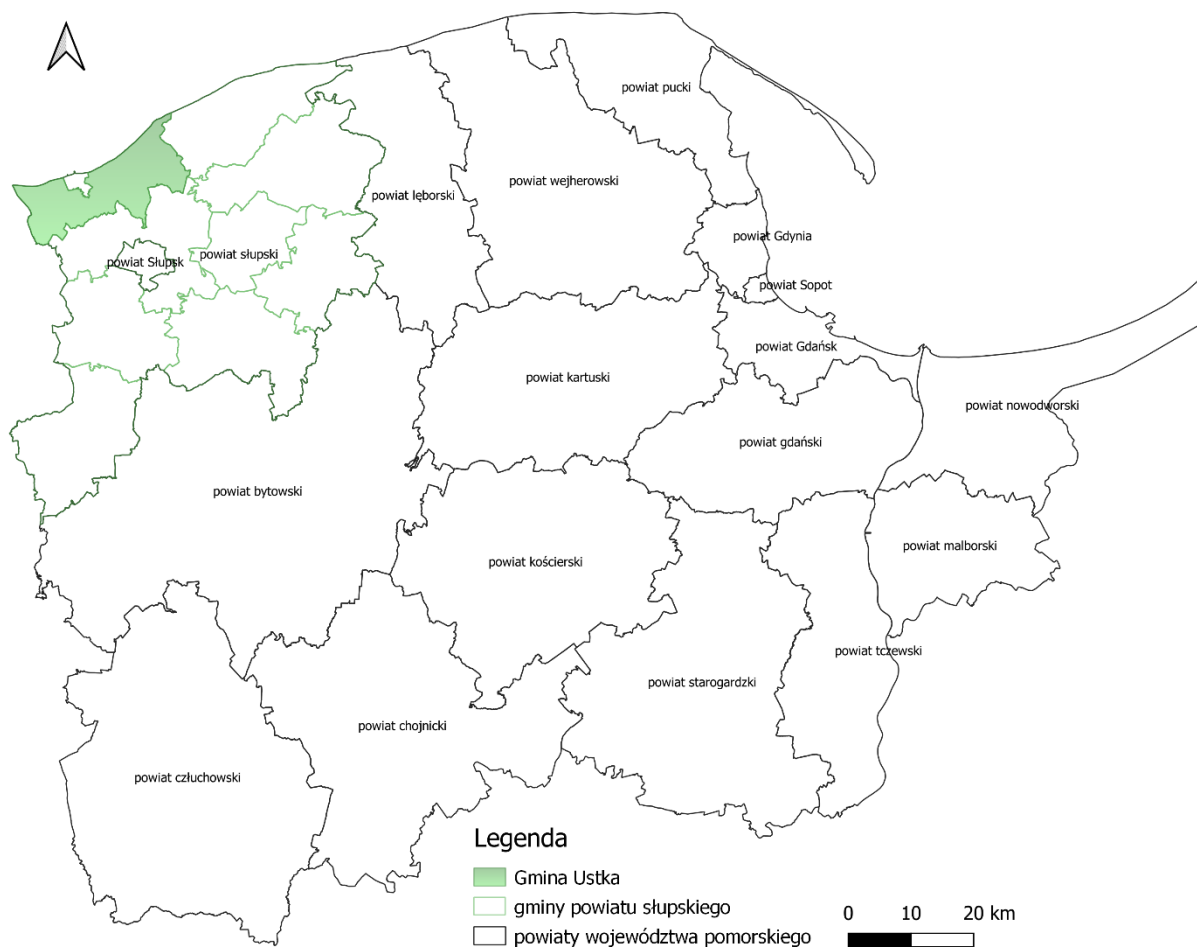 powiat pucki
powiat wejherowski
powiat lęborski
powiat Gdynia
powiat słupski
powiat Słupsk
powiat Sopot
powiat Gdańsk
powiat kartuski
powiat nowodworski
powiat gdański
powiat bytowski
powiat malborski
powiat kościerski
powiat tczewski
powiat starogardzki
powiat chojnicki
powiat człuchowski
Legenda
Gmina Ustka
gminy powiatu słupskiego
powiaty województwa pomorskiego
0 10 20 km